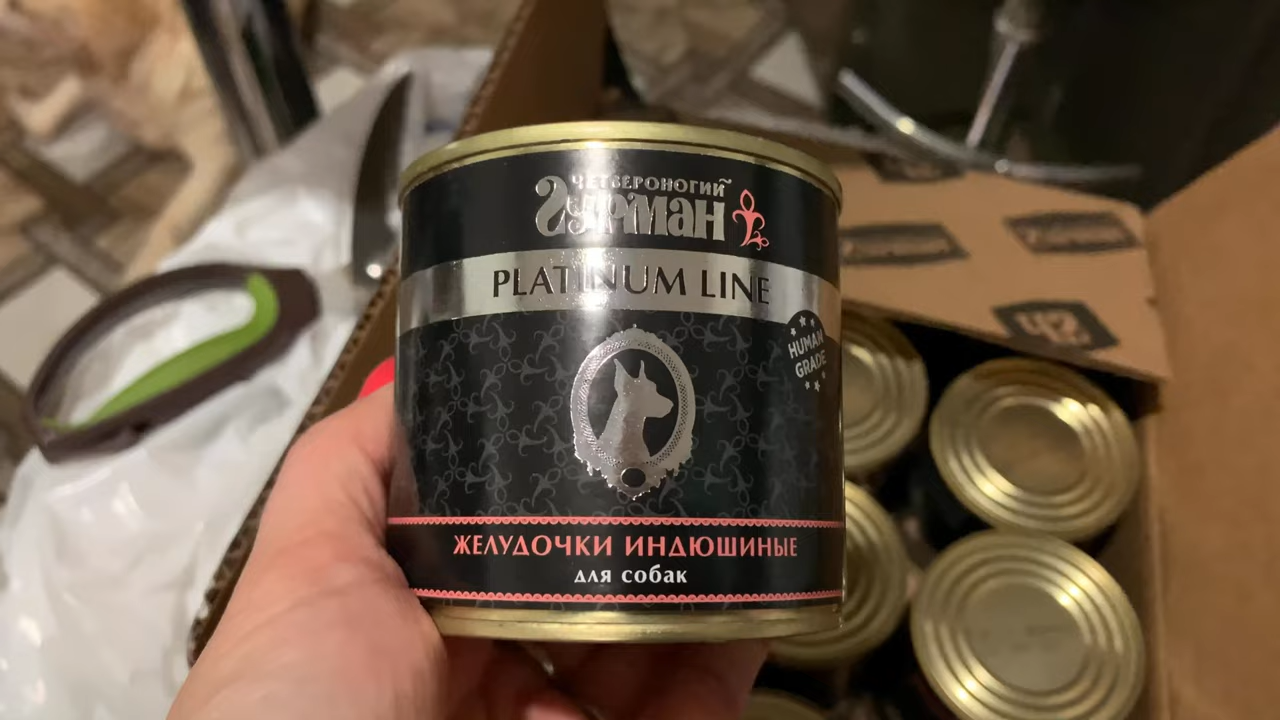 ЧЕТВЕРОНОГИЙ
Гурман
PLATINUM LINE
HUMAN
GRADE
ЖЕЛУДОЧКИ ИНДЮШИНЫЕ
для собак